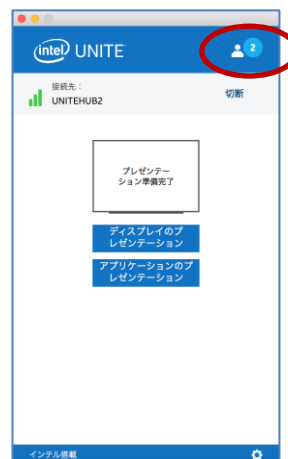 intel UNITE
2
接続先：
UNITEHUB2
切断
プレゼンテー
ション準備完了
ディスプレイのプ
レゼンテーション
アプリケーションのプ
レゼンテーション
インテル搭載